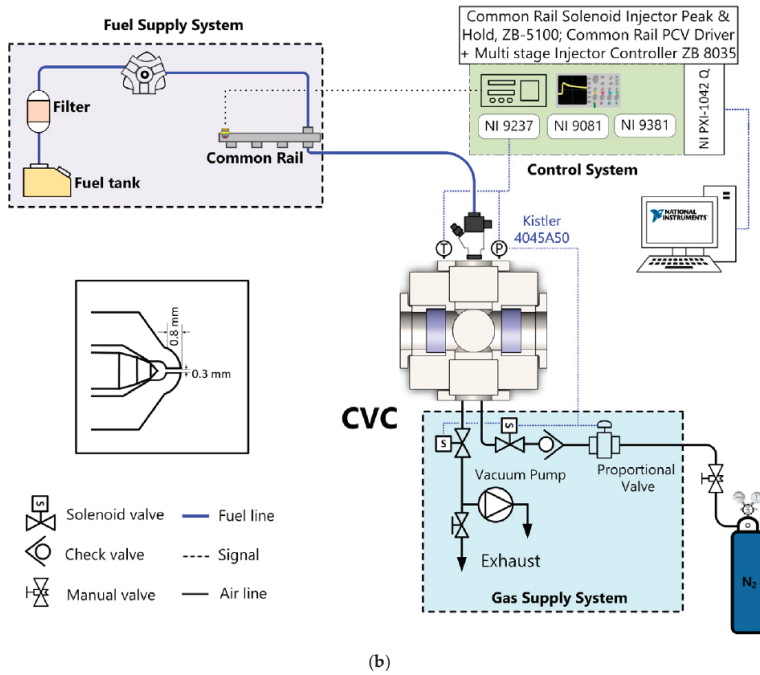 Fuel Supply System
Filter
Fuel tank
Common Rail
Common Rail Solenoid Injector Peak &
Hold, ZB-5100; Common Rail PCV Driver
+ Multi stage Injector Controller ZB 8035
NI 9237
NI 9081
NI 9381
NI PXI-1042 Q
Control System
NATIONAL
INSTRUMENTS
Kistler
4045A50
T
P
0.8 mm
0.3 mm
CVC
S
S
Vacuum Pump
Proportional
Valve
Exhaust
Gas Supply System
N2
S
Solenoid valve
Check valve
Manual valve
Fuel line
Signal
Air line
(b)